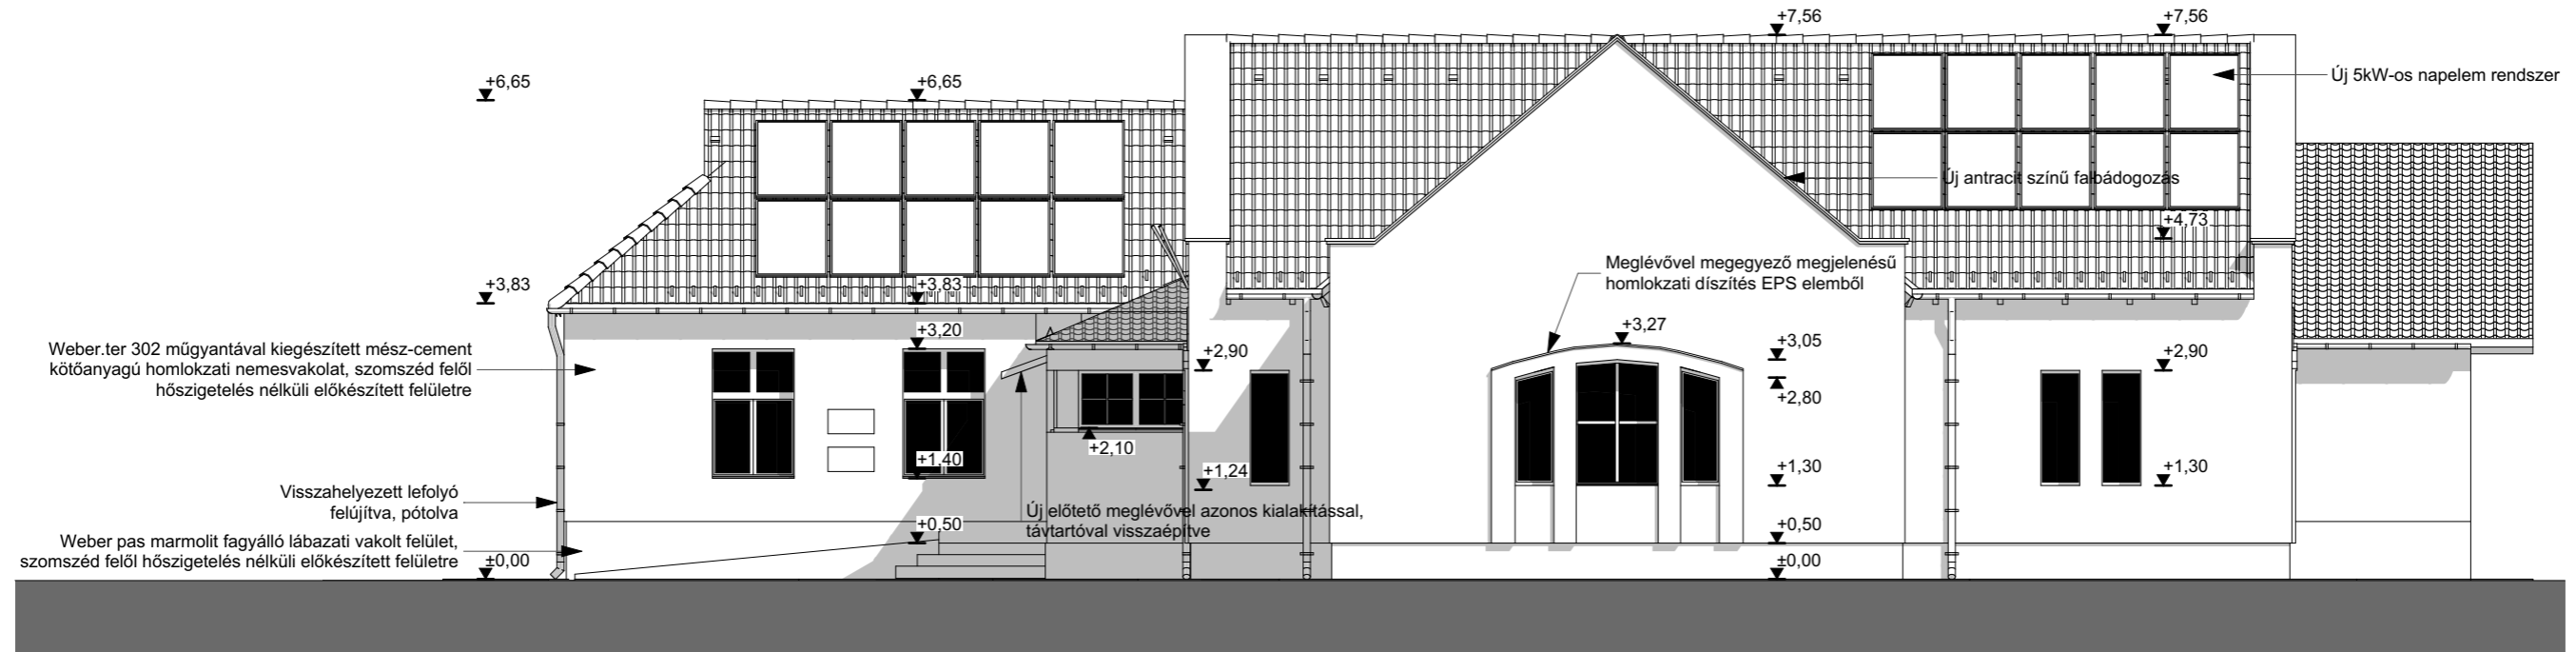 +7,56
+7,56
+6,65
+6,65
Új 5kW-os napelem rendszer
Új antracit színű falbádogozás
+4,73
Meglévővel megegyező megjelenésű
homlokzati díszítés EPS elemből
+3,83
+3,83
+3,27
+3,20
+3,05
+2,90
+2,90
+2,80
Weber.ter 302 műgyantával kiegészített mész-cement
kötőanyagú homlokzati nemesvakolat, szomszéd felől
hőszigetelés nélküli előkészített felületre
+2,10
+1,40
+1,24
+1,30
+1,30
Visszahelyezett lefolyó
felújítva, pótolva
Új előtető meglévővel azonos kialakítással,
távtartóval visszaépítve
+0,50
+0,50
Weber pas marmolit fagyálló lábazati vakolt felület,
szomszéd felől hőszigetelés nélküli előkészített felületre
±0,00
±0,00